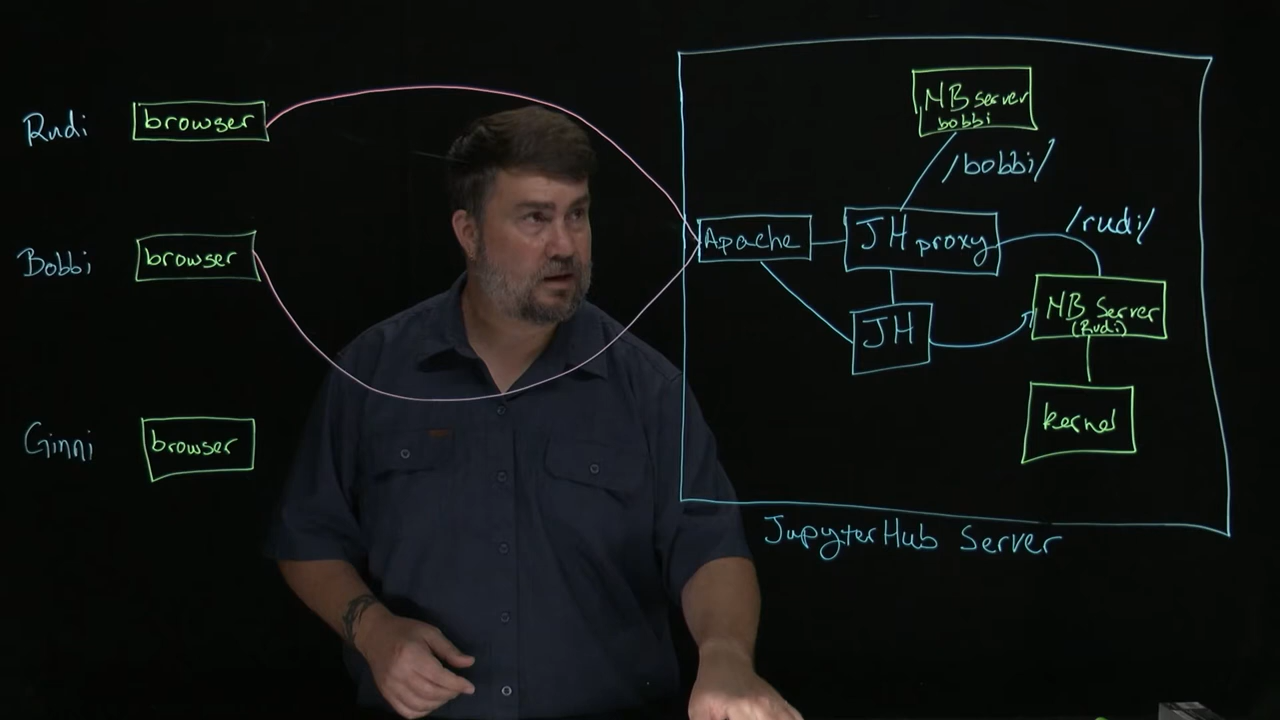 Rudi
browser
Bobbi
browser
Ginni
browser
NB server
bobbi
/bobbi/
Apache
JH proxy
/rudi/
JH
NB Server
(Rudi)
kernel
JupyterHub Server